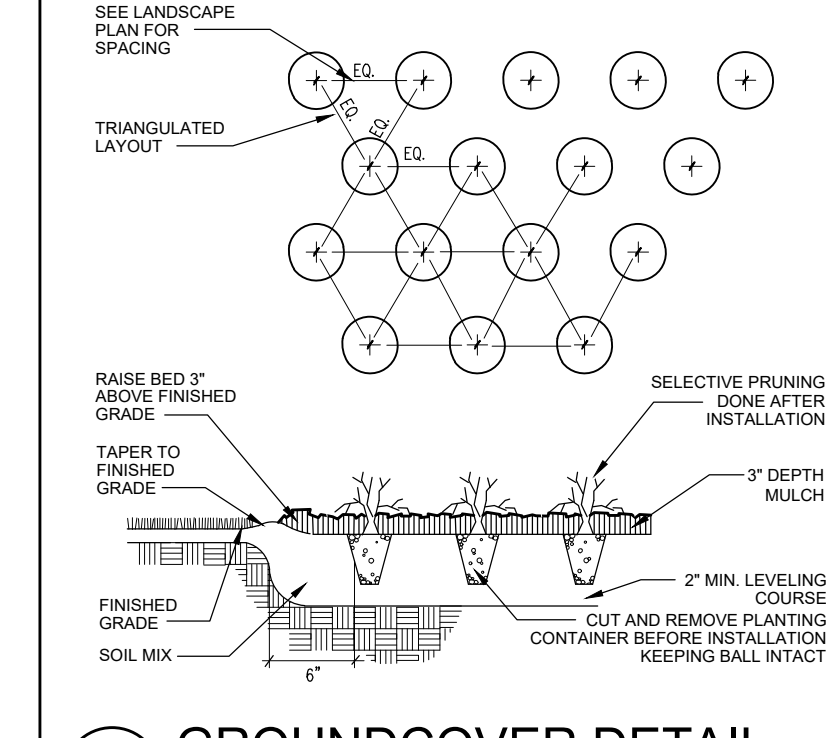 SEE LANDSCAPE
PLAN FOR
SPACING
EQ.
EQ.
EQ.
TRIANGULATED
LAYOUT
EQ.
RAISE BED 3"
ABOVE FINISHED
GRADE
SELECTIVE PRUNING
DONE AFTER
INSTALLATION
TAPER TO
FINISHED
GRADE
3" DEPTH
MULCH
FINISHED
GRADE
2" MIN. LEVELING
COURSE
CUT AND REMOVE PLANTING
CONTAINER BEFORE INSTALLATION
KEEPING BALL INTACT
SOIL MIX
6"
GROUNDCOVER DETAIL